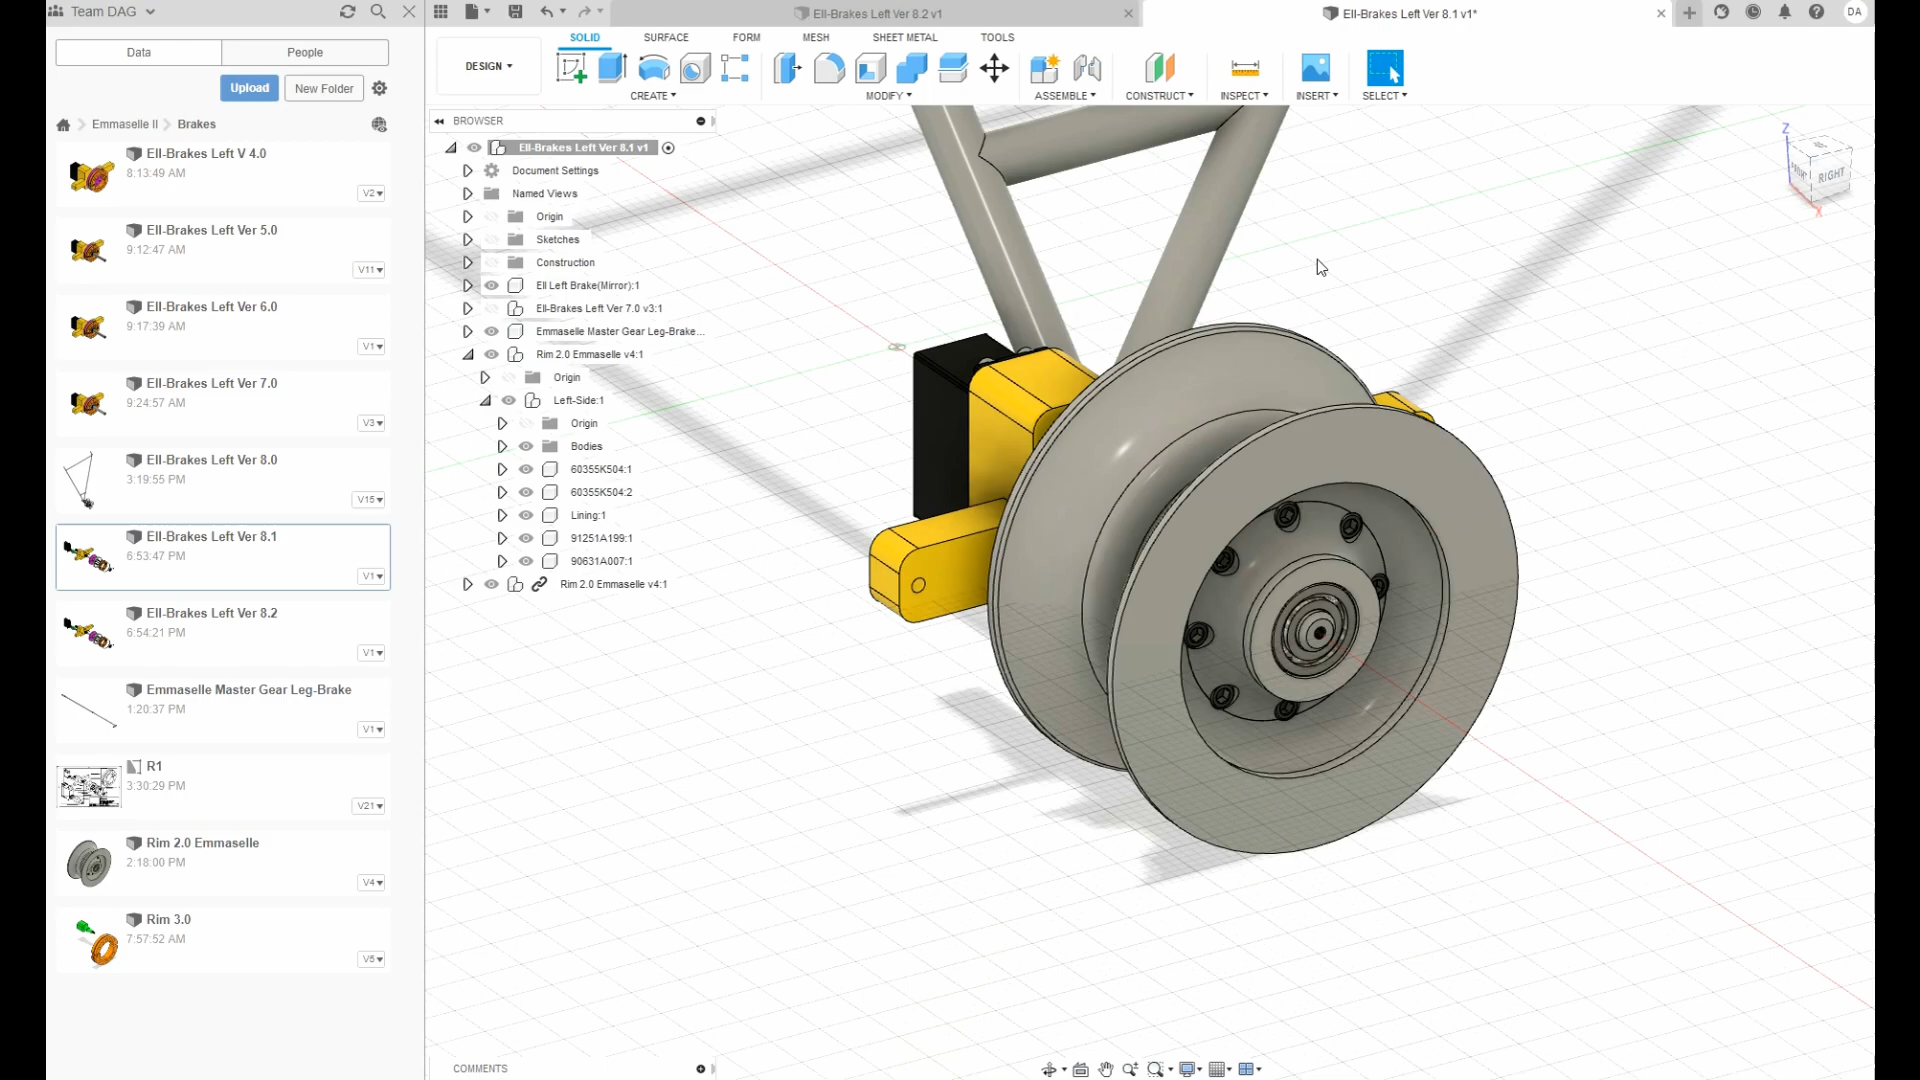 Team DAG
Ell-Brakes Left Ver 8.2 v1
Ell-Brakes Left Ver 8.1 v1*
DA
Data
People
Upload
New Folder
Emmaselle II
Brakes
Ell-Brakes Left V 4.0
8:13:49 AM
V2
Ell-Brakes Left Ver 5.0
9:12:47 AM
V11
Ell-Brakes Left Ver 6.0
9:17:39 AM
V1
Ell-Brakes Left Ver 7.0
9:24:57 AM
V3
Ell-Brakes Left Ver 8.0
3:19:55 PM
V15
Ell-Brakes Left Ver 8.1
6:53:47 PM
V1
Ell-Brakes Left Ver 8.2
6:54:21 PM
V1
Emmaselle Master Gear Leg-Brake
1:20:37 PM
V1
R1
3:30:29 PM
V21
Rim 2.0 Emmaselle
2:18:00 PM
V4
Rim 3.0
7:57:52 AM
V5
SOLID
SURFACE
FORM
MESH
SHEET METAL
TOOLS
DESIGN
CREATE
MODIFY
ASSEMBLE
CONSTRUCT
INSPECT
INSERT
SELECT
BROWSER
Ell-Brakes Left Ver 8.1 v1
Document Settings
Named Views
Origin
Sketches
Construction
Ell Left Brake(Mirror):1
Ell-Brakes Left Ver 7.0 v3:1
Emmaselle Master Gear Leg-Brake...
Rim 2.0 Emmaselle v4:1
Origin
Left-Side:1
Origin
Bodies
60355K504:1
60355K504:2
Lining:1
91251A199:1
90631A007:1
Rim 2.0 Emmaselle v4:1
Z
RIGHT
X
COMMENTS